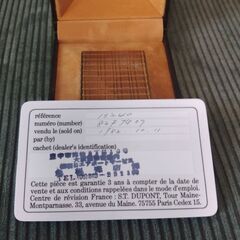 référence
numéro (number)
vendu le (sold on)
par (by)
cachet (dealer's identification)
Cette pièce est garantie 3 ans à compter de la date de
vente et aux conditions rappelées dans le mode d'emploi.
Centre de révision France : S.T. DUPONT, Tour Maine-
Montparnasse, 33, avenue du Maine. 75755 Paris Cedex 15.